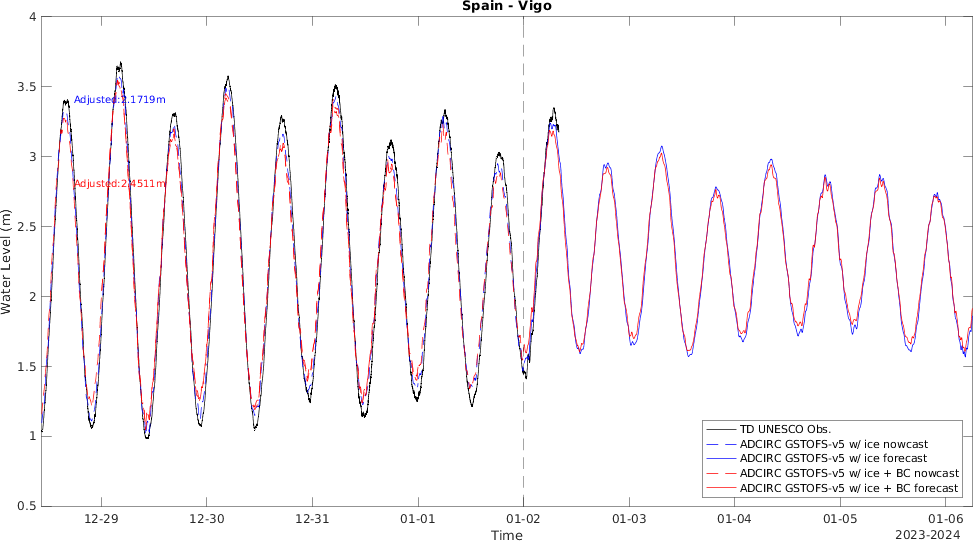 Spain - Vigo
4
3.5
3
2.5
2
1.5
1
0.5
Water Level (m)
Adjusted:2.1719m
Adjusted:2.4511m
TD UNESCO Obs.
ADCIRC GSTOFS-v5 w/ ice nowcast
ADCIRC GSTOFS-v5 w/ ice forecast
ADCIRC GSTOFS-v5 w/ ice + BC nowcast
ADCIRC GSTOFS-v5 w/ ice + BC forecast
12-29 12-30 12-31 01-01 01-02 01-03 01-04 01-05 01-06
Time
2023-2024